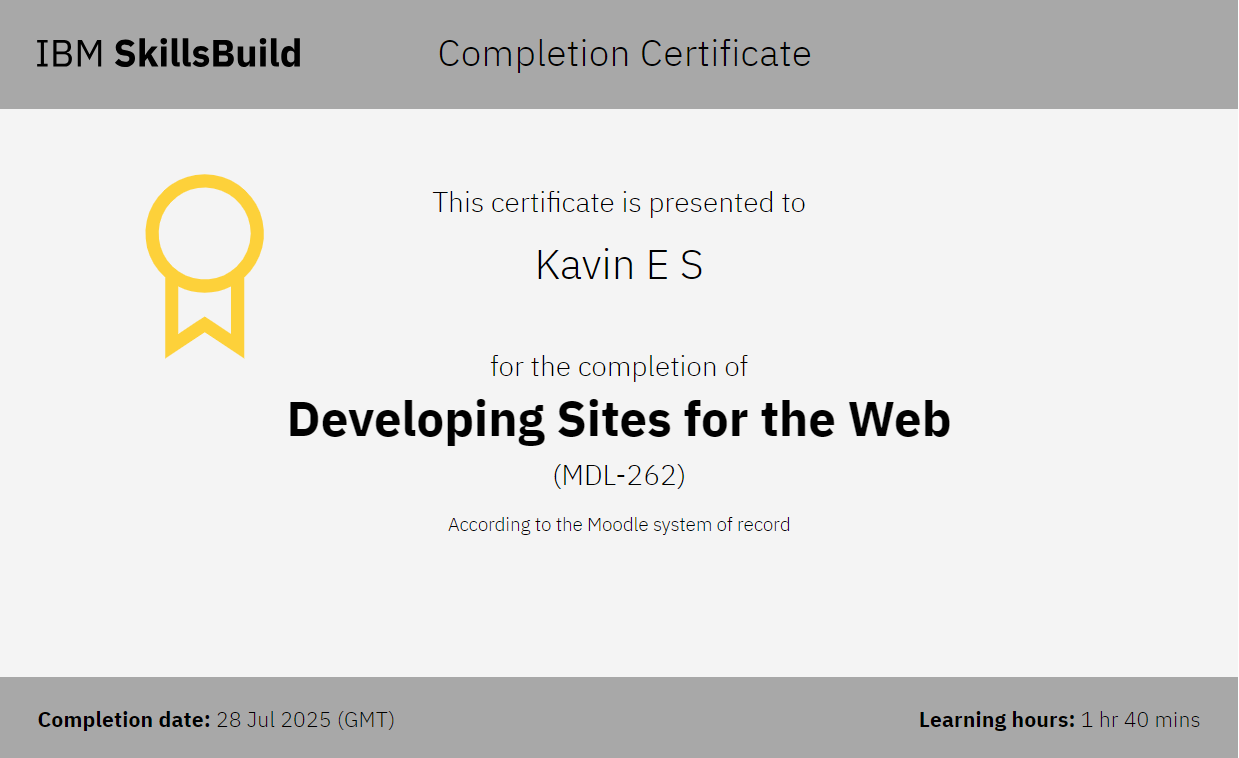 IBM SkillsBuild
Completion Certificate
This certificate is presented to
Kavin E S
for the completion of
Developing Sites for the Web
(MDL-262)
According to the Moodle system of record
Completion date: 28 Jul 2025 (GMT)
Learning hours: 1 hr 40 mins